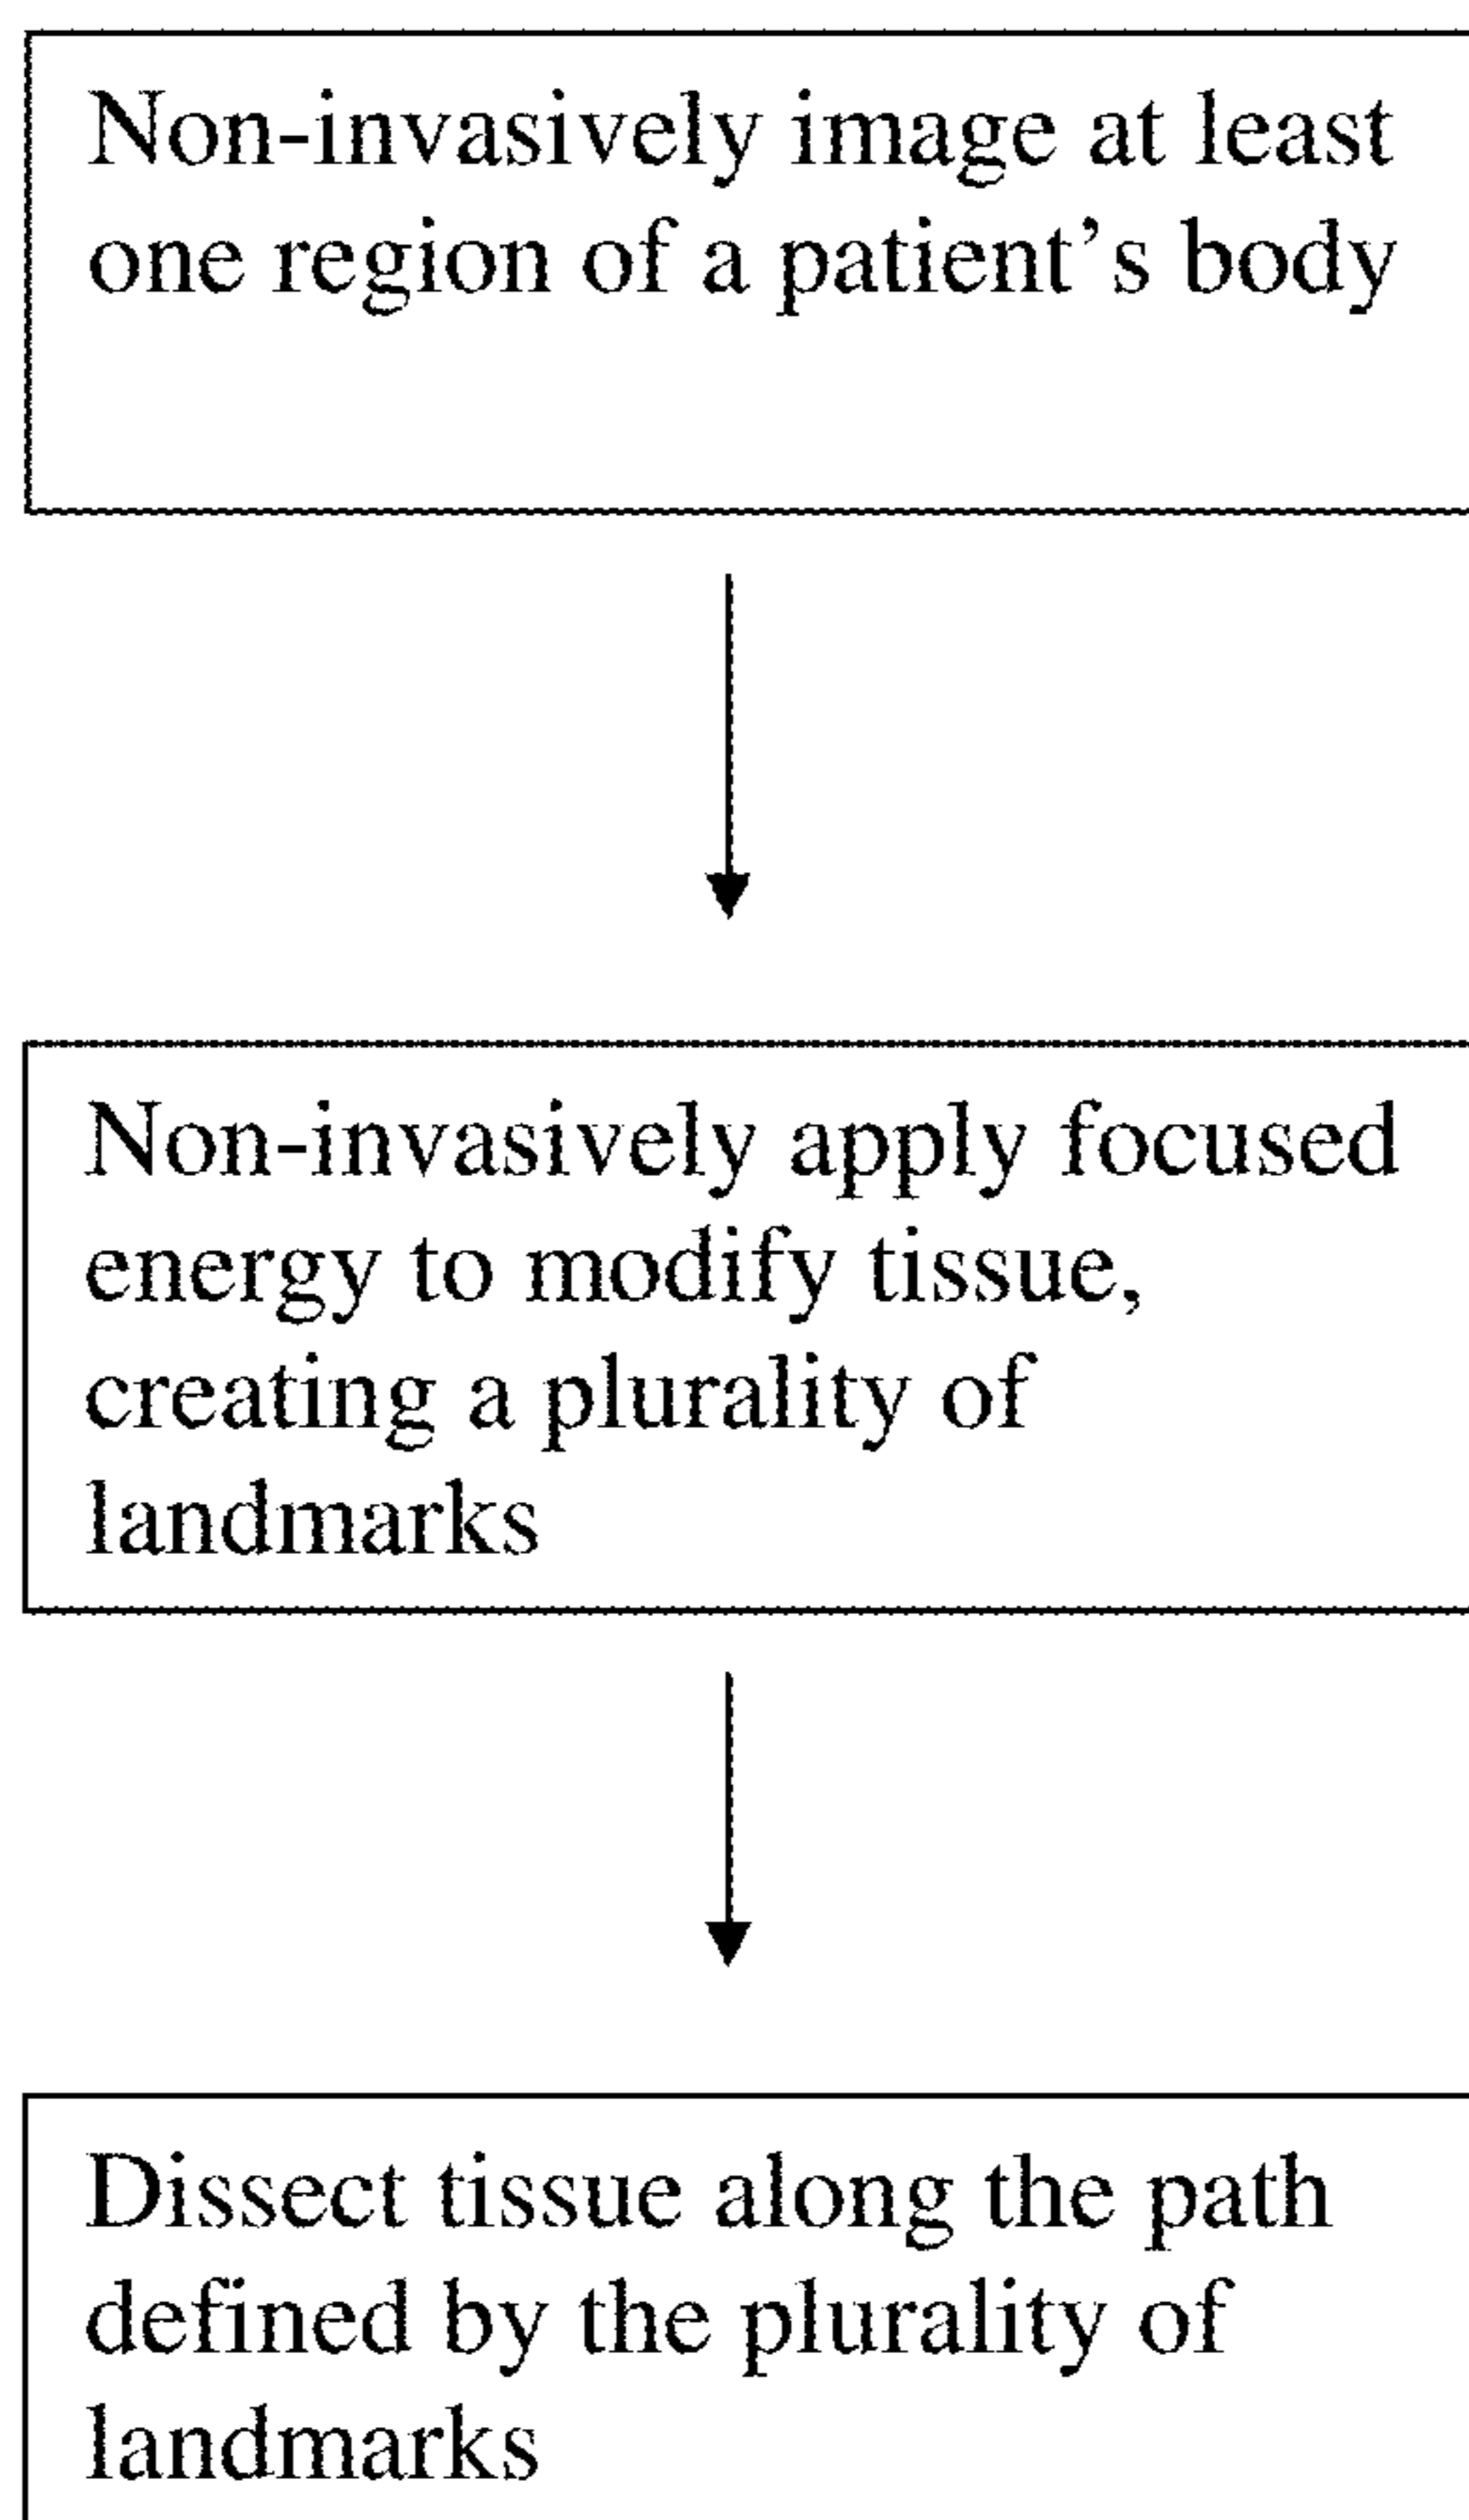 Non-invasively image at least
one region of a patient’s body
Non-invasively apply focused
energy to modify tissue,
creating a plurality of
landmarks
Dissect tissue along the path
defined by the plurality of
landmarks